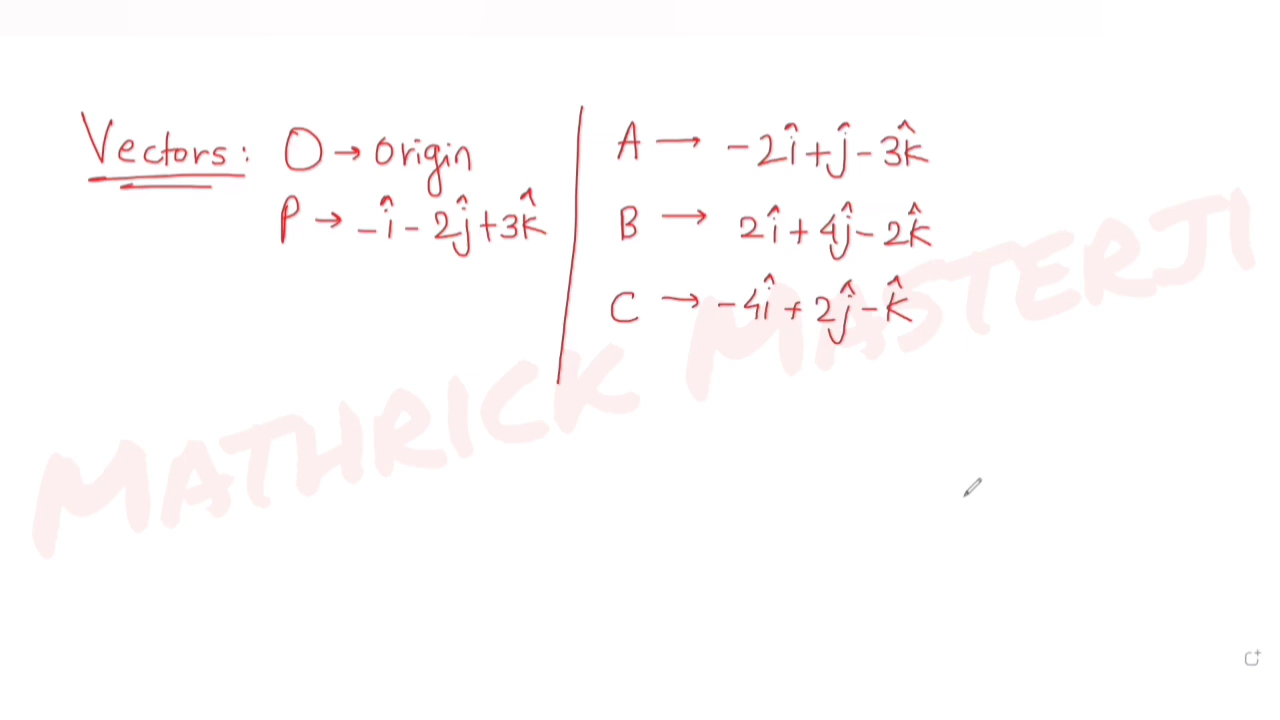 Vectors: O → Origin
P → -î - 2ĵ + 3k̂
A → -2î + ĵ - 3k̂
B → 2î + 4ĵ - 2k̂
C → -4î + 2ĵ - k̂
MATHRICK MASTERJI